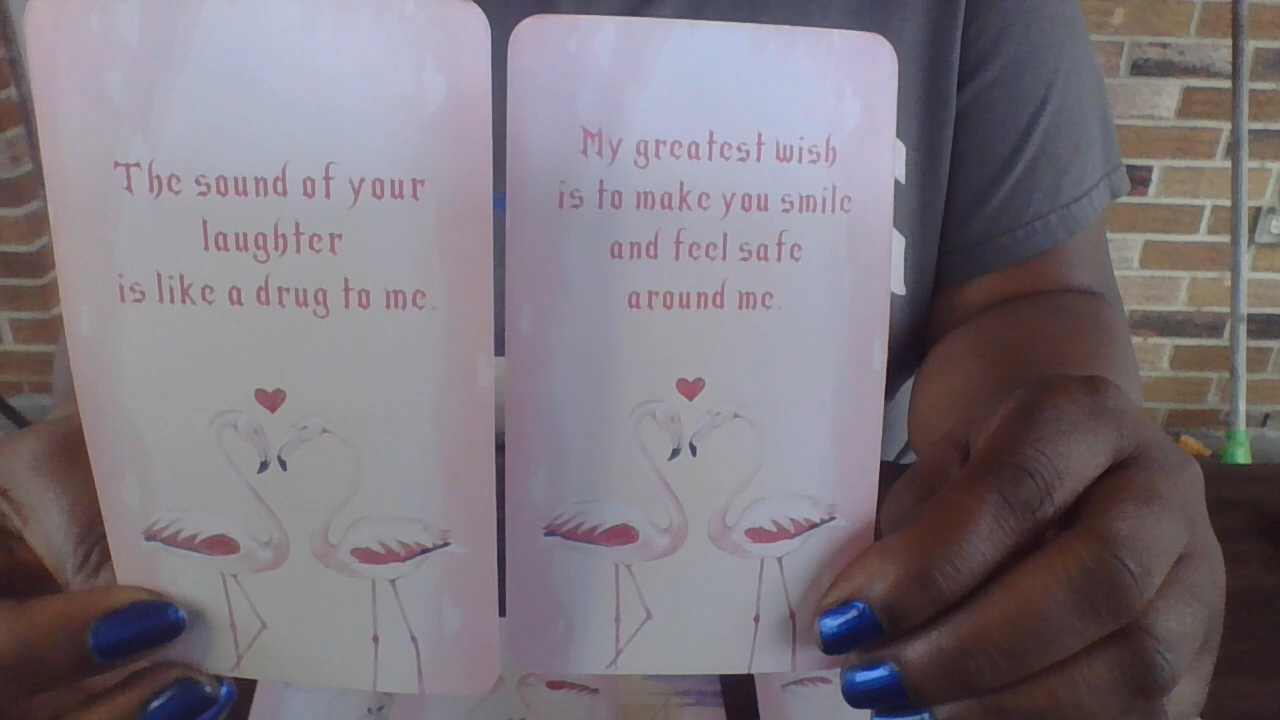 The sound of your
laughter
is like a drug to me.
My greatest wish
is to make you smile
and feel safe
around me.